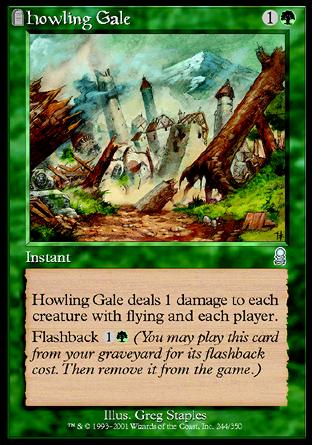 Howling Gale 1
Instant
Howling Gale deals 1 damage to each
creature with flying and each player.
Flashback 1 (You may play this card
from your graveyard for its flashback
cost. Then remove it from the game.)
Illus. Greg Staples
™ & © 1993–2001 Wizards of the Coast, Inc. 244/350